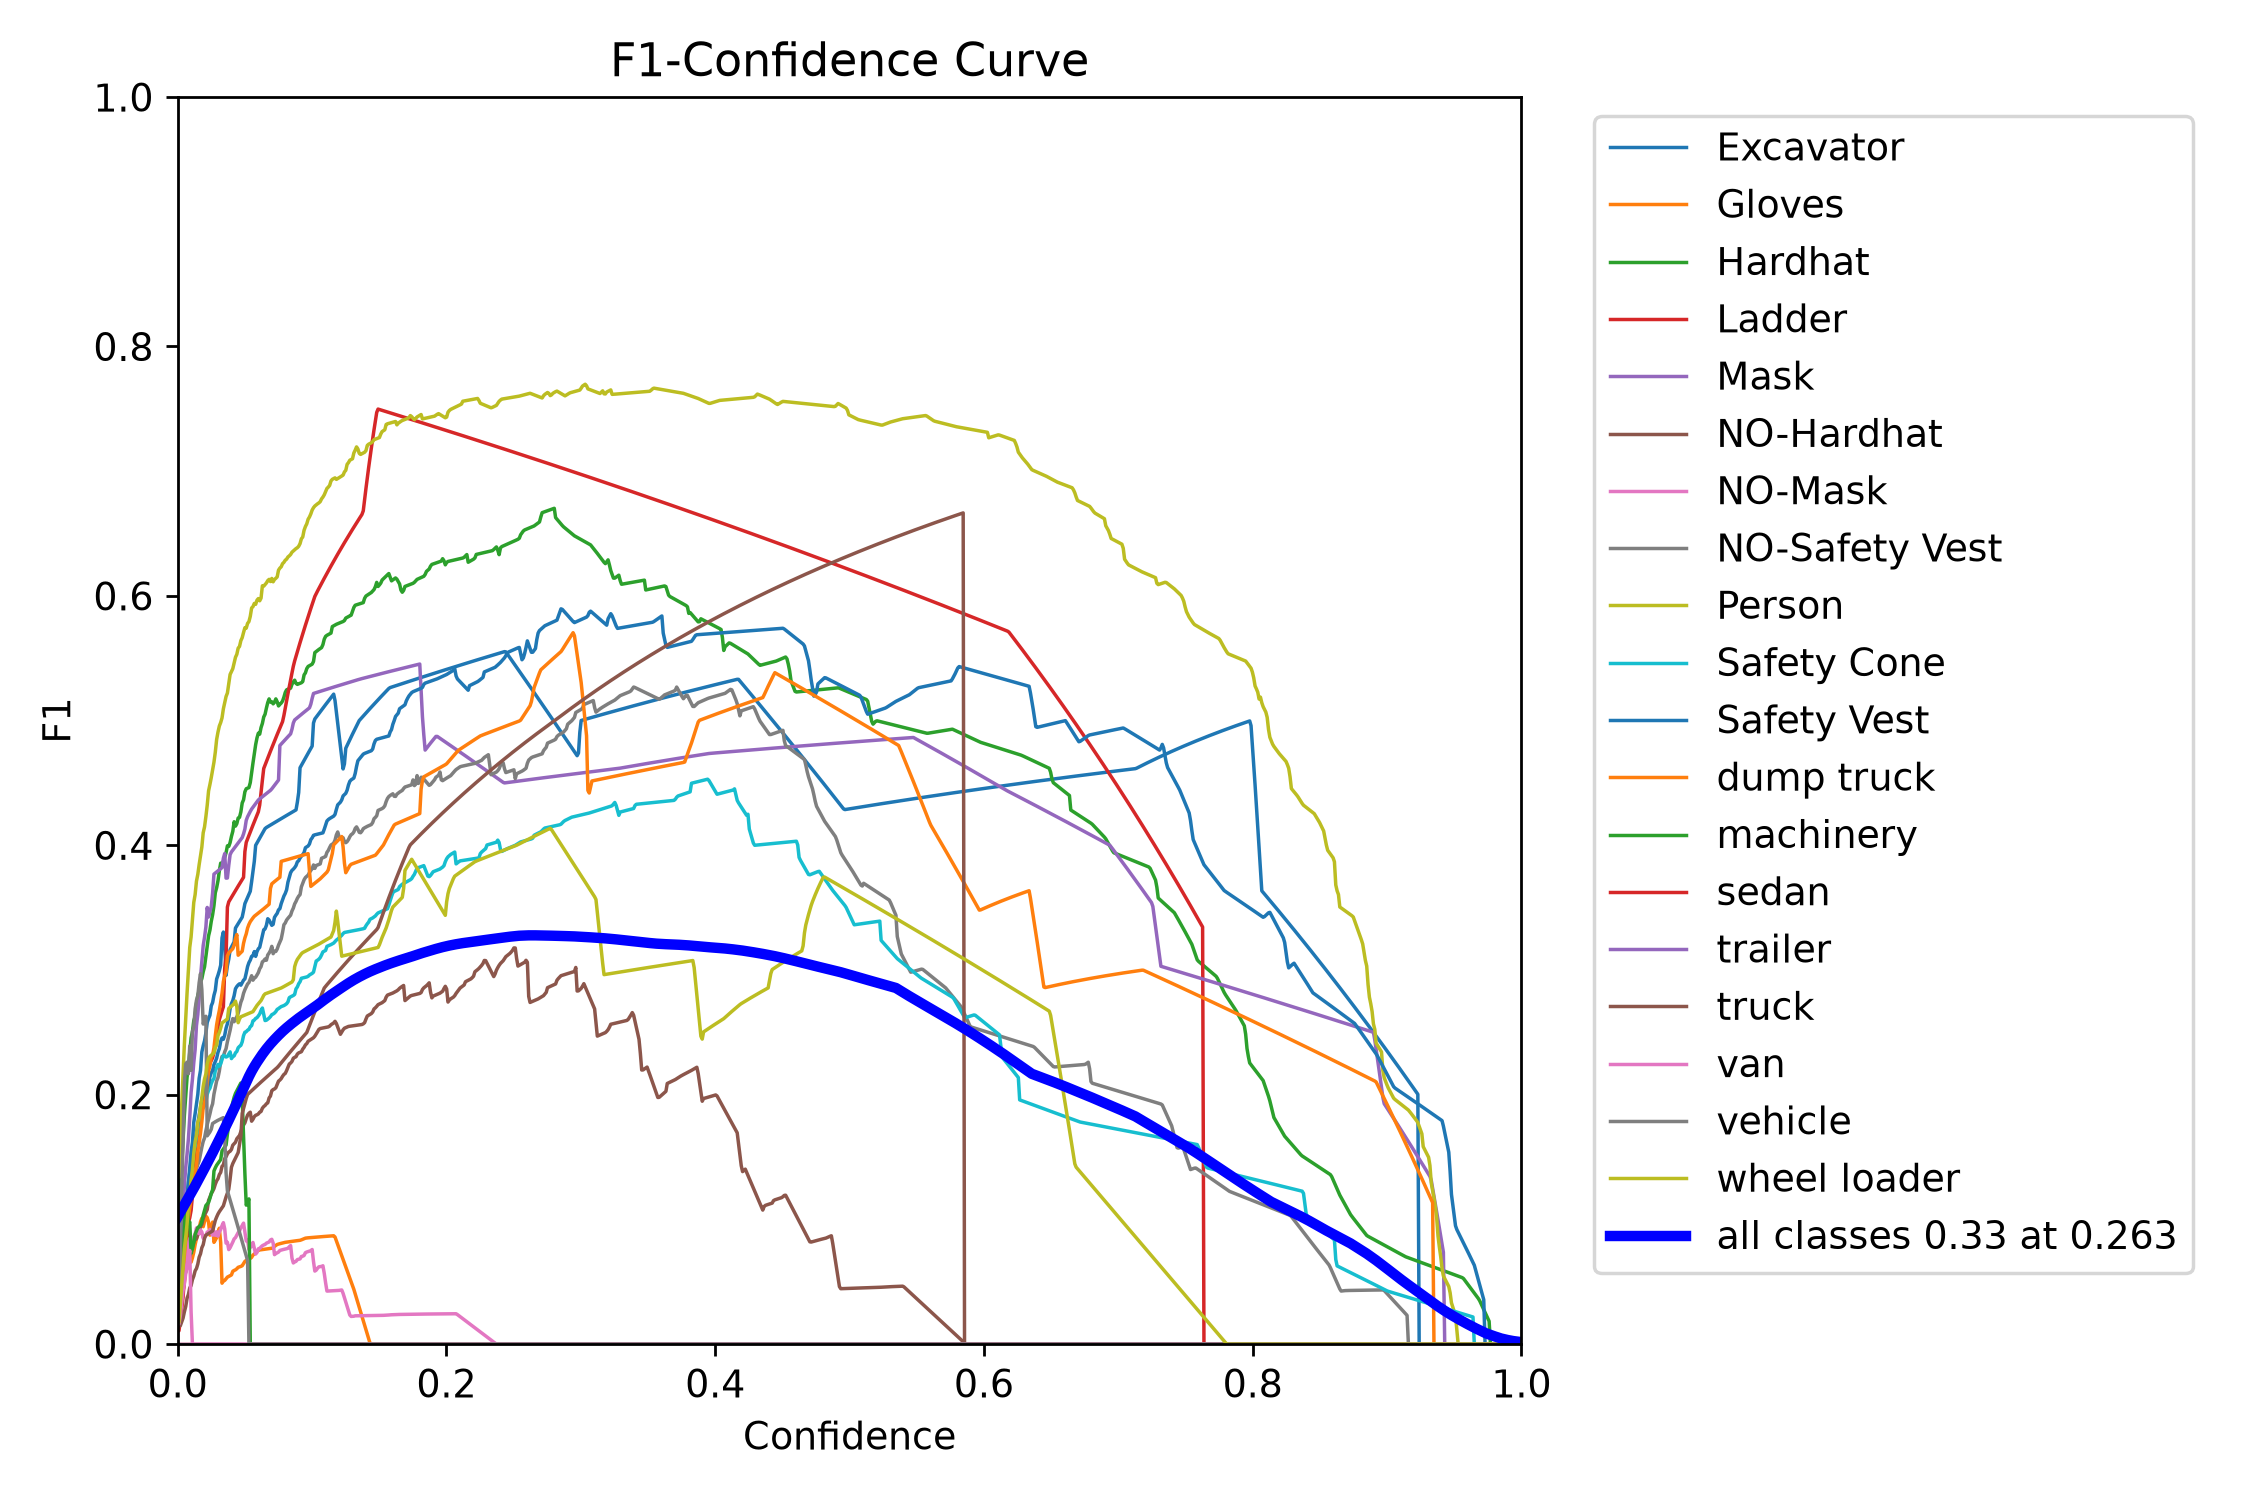 F1-Confidence Curve
1.0
0.8
0.6
0.4
0.2
0.0
F1
0.0 0.2 0.4 0.6 0.8 1.0
Confidence
Excavator
Gloves
Hardhat
Ladder
Mask
NO-Hardhat
NO-Mask
NO-Safety Vest
Person
Safety Cone
Safety Vest
dump truck
machinery
sedan
trailer
truck
van
vehicle
wheel loader
all classes 0.33 at 0.263